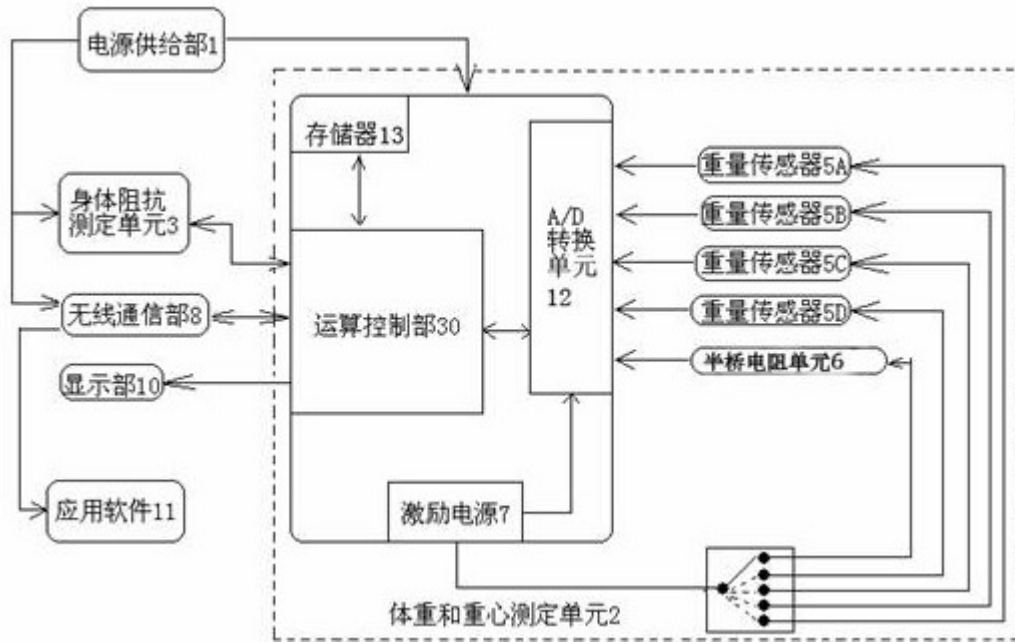 电源供给部1
存储器13
身体阻抗
测定单元3
无线通信部8
显示部10
应用软件11
运算控制部30
A/D
转换
单元
12
重量传感器5A
重量传感器5B
重量传感器5C
重量传感器5D
半桥电阻单元6
激励电源7
体重和重心测定单元2